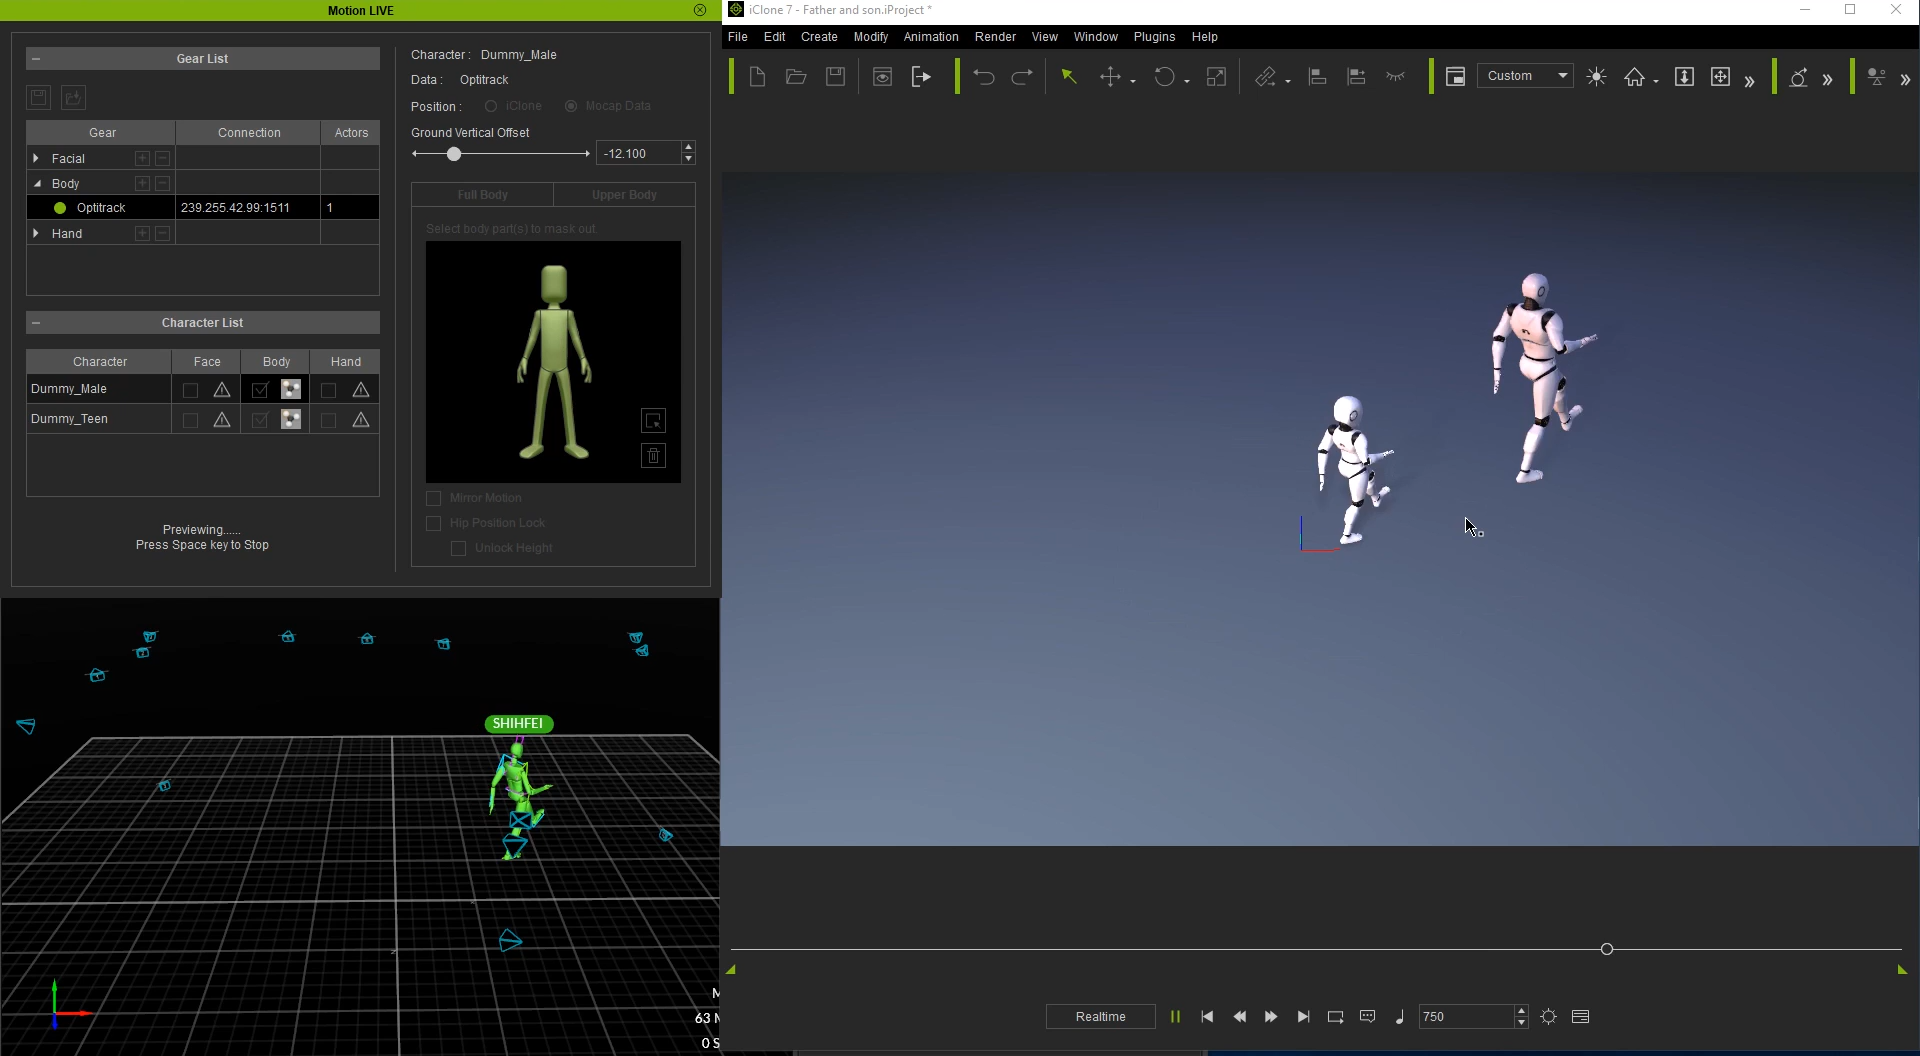 Motion LIVE
Gear List
Gear Connection Actors
Facial
Body
Optitrack 239.255.42.99:1511 1
Hand
Character List
Character Face Body Hand
Dummy_Male
Dummy_Teen
Previewing......
Press Space key to Stop
Character : Dummy_Male
Data : Optitrack
Position : iClone Mocap Data
Ground Vertical Offset
-12.100
Full Body Upper Body
Select body part(s) to mask out.
Mirror Motion
Hip Position Lock
Unlock Height
SHIHFEI
63
0 S
iClone 7 - Father and son.iProject *
File Edit Create Modify Animation Render View Window Plugins Help
Custom
Realtime
750